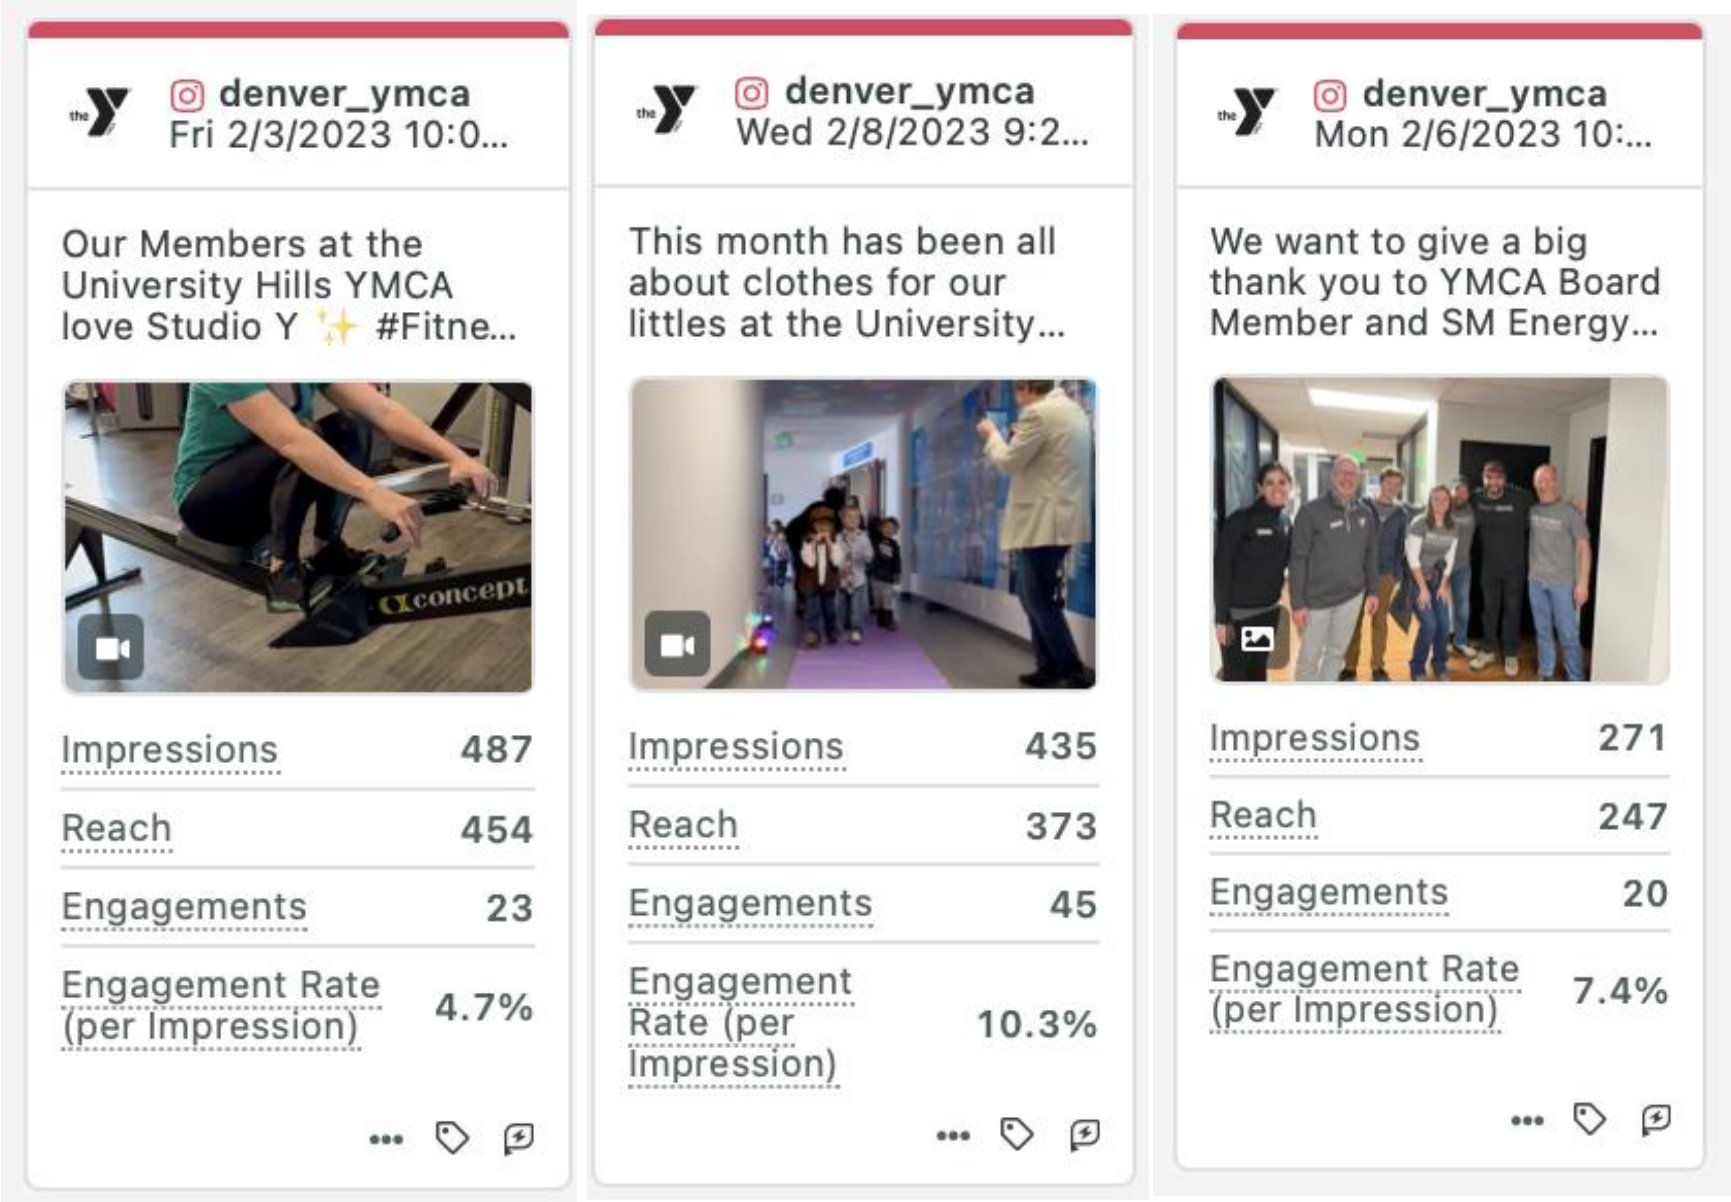 the Y
denver_ymca
Fri 2/3/2023 10:0...
Our Members at the
University Hills YMCA
love Studio Y ✨ #Fitne...
concept
Impressions 487
Reach 454
Engagements 23
Engagement Rate
(per Impression) 4.7%
the Y
denver_ymca
Wed 2/8/2023 9:2...
This month has been all
about clothes for our
littles at the University...
Impressions 435
Reach 373
Engagements 45
Engagement
Rate (per
Impression) 10.3%
the Y
denver_ymca
Mon 2/6/2023 10:...
We want to give a big
thank you to YMCA Board
Member and SM Energy...
Impressions 271
Reach 247
Engagements 20
Engagement Rate
(per Impression) 7.4%